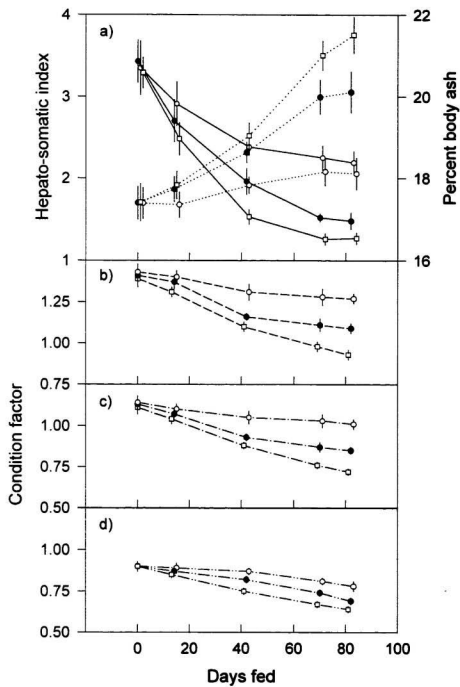 a)
Hepato-somatic index
4
3
2
1
Percent body ash
22
20
18
16
b)
1.25
1.00
0.75
c)
Condition factor
1.00
0.75
0.50
d)
1.00
0.75
0.50
0 20 40 60 80 100
Days fed